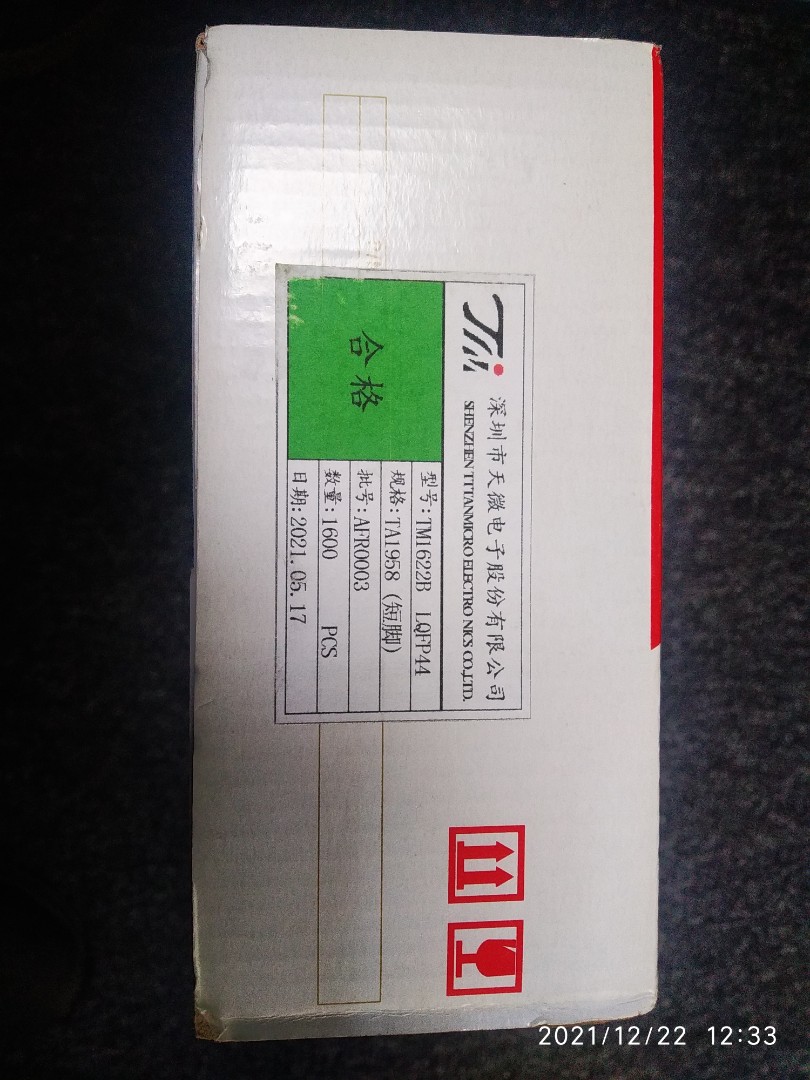 TM
深圳市天微电子股份有限公司
SHENZHEN TITANMICRO ELECTRO NICS CO.,LTD.
合格
型号:TM1622B LQFP44
规格:TA1958 (短脚)
批号:AFR0003
数量:1600 PCS
日期:2021.05.17
2021/12/22 12:33